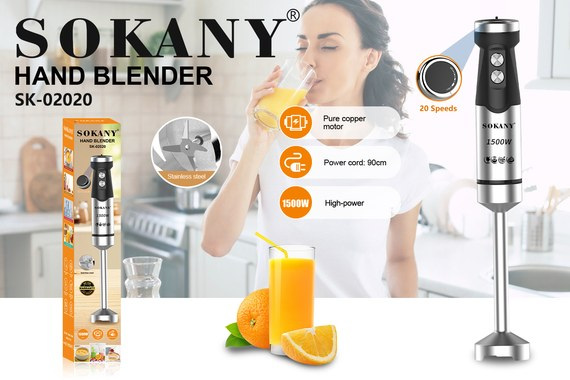 SOKANY®
HAND BLENDER
SK-02020
20 Speeds
Pure copper
motor
Power cord: 90cm
1500W
High-power
Stainless steel
SOKANY
HAND BLENDER
SK-02020
SOKANY
1500W